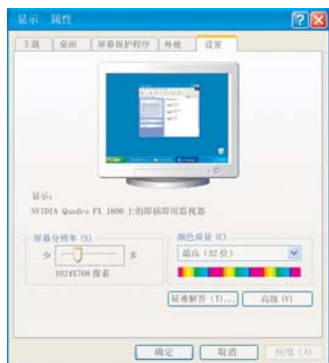 显示 属性
主题 桌面 屏幕保护程序 外观 设置
显示:
NVIDIA Quadro FX 1800 上的即插即用监视器
屏幕分辨率 (S)
少 多
1024X768 像素
颜色质量 (C)
最高 (32 位)
疑难解答 (T)... 高级 (V)
确定 取消 应用 (A)